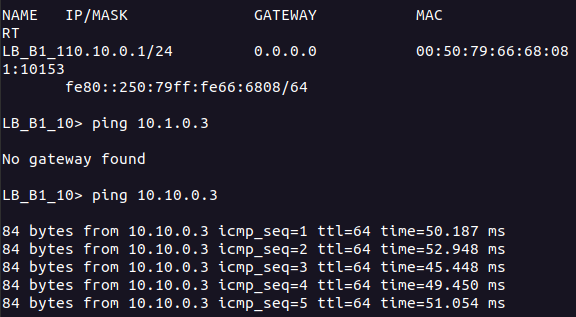 NAME   IP/MASK              GATEWAY           MAC
RT
LB_B1_110.10.0.1/24         0.0.0.0           00:50:79:66:68:08
1:10153
       fe80::250:79ff:fe66:6808/64
LB_B1_10> ping 10.1.0.3
No gateway found
LB_B1_10> ping 10.10.0.3
84 bytes from 10.10.0.3 icmp_seq=1 ttl=64 time=50.187 ms
84 bytes from 10.10.0.3 icmp_seq=2 ttl=64 time=52.948 ms
84 bytes from 10.10.0.3 icmp_seq=3 ttl=64 time=45.448 ms
84 bytes from 10.10.0.3 icmp_seq=4 ttl=64 time=49.450 ms
84 bytes from 10.10.0.3 icmp_seq=5 ttl=64 time=51.054 ms